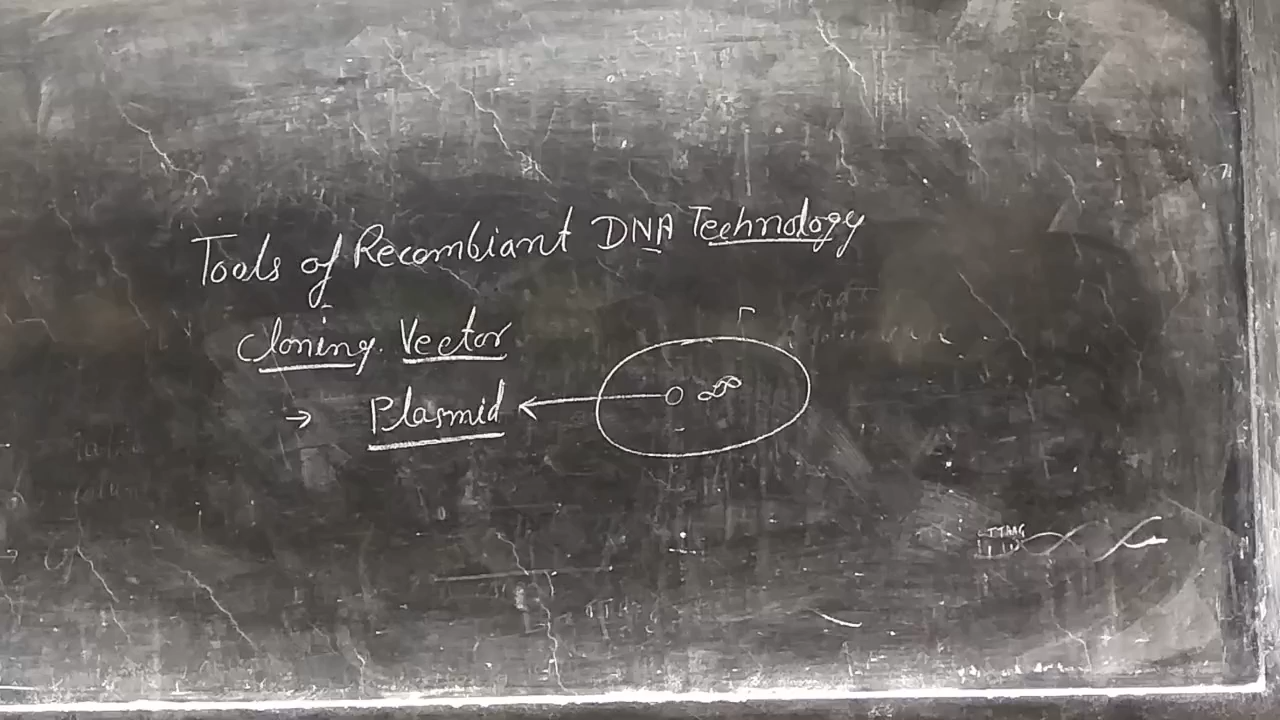 Tools of Recombiant DNA Technology
Cloning Vector
→ Plasmid